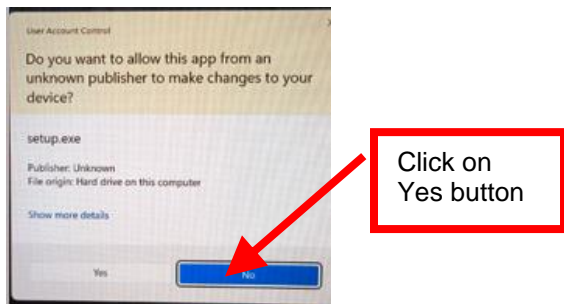 User Account Control
Do you want to allow this app from an
unknown publisher to make changes to your
device?
setup.exe
Publisher: Unknown
File origin: Hard drive on this computer
Show more details
Yes
No
Click on
Yes button